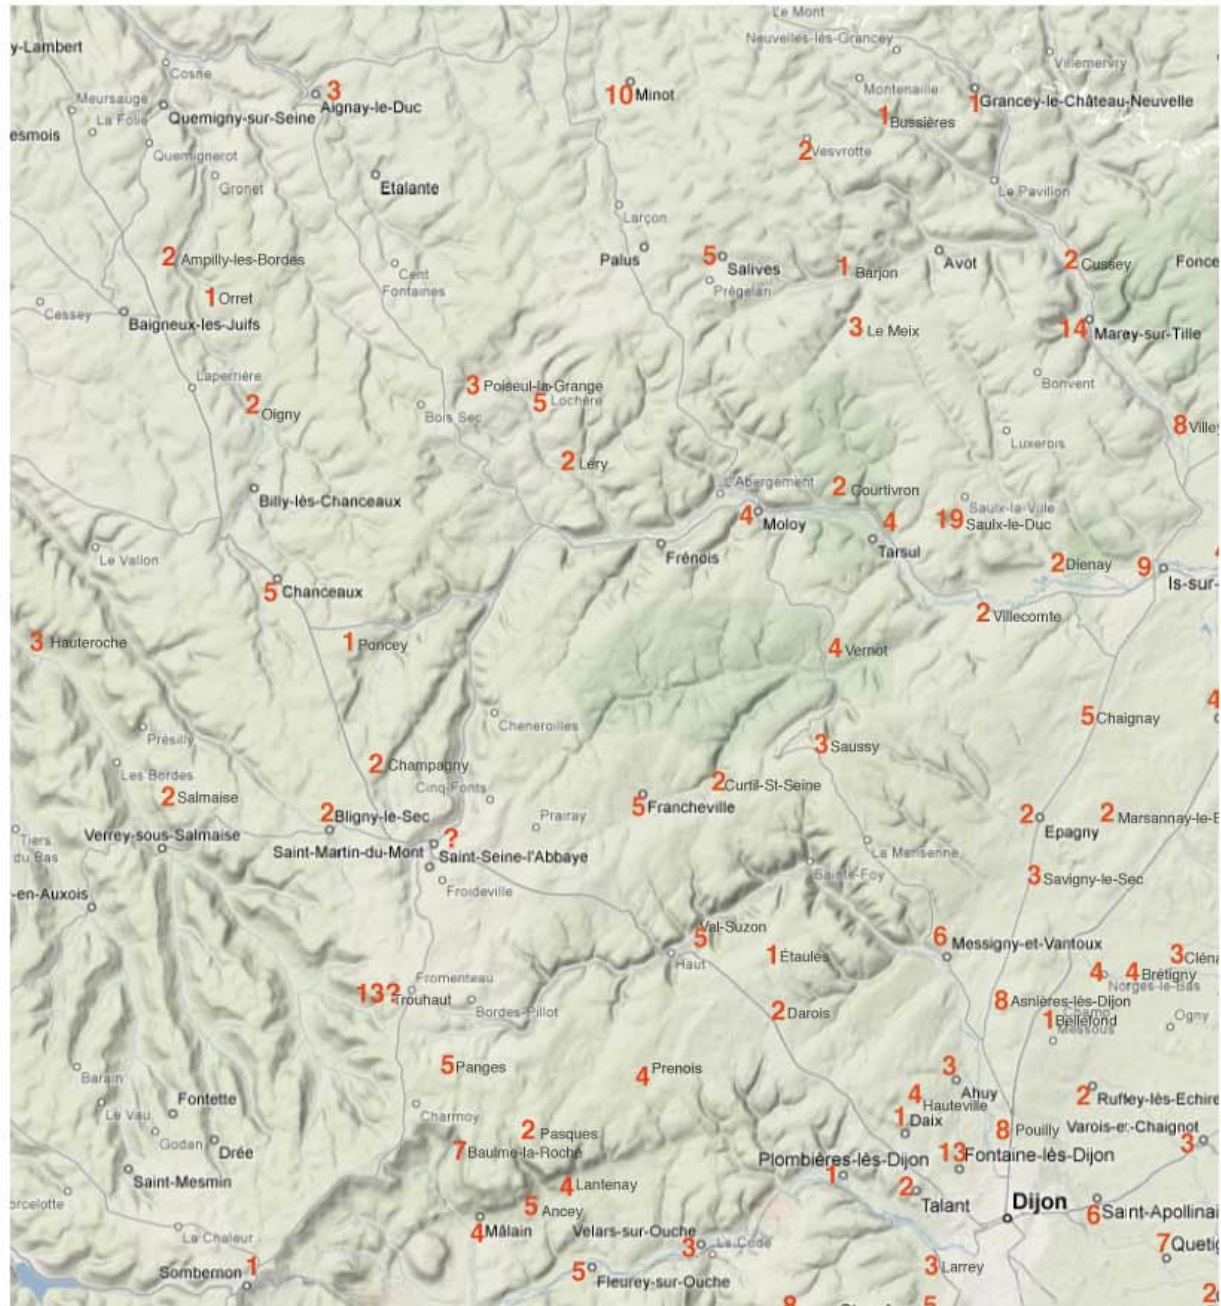 Le Mont
Neuvelles-lès-Grancey
y-Lambert
Villemervry
Cosne
Montenaille
3
Aignay-le-Duc
10 Minot
1 Grancey-le-Château-Neuvelle
Meursauge
La Folie
Quemigny-sur-Seine
1 Bussières
esmois
2 Vesvrotte
Quemignerot
Gronet
Etalante
Le Pavillon
Larçon
2 Ampilly-les-Bordes
Palus
5 Salives
1 Barjon
Avot
2 Cussey
Fonce
Cent
Fontaines
Prégelan
1 Orret
Cessey
Baigneux-les-Juifs
3 Le Meix
14 Marey-sur-Tille
Laperrière
3 Poiseul-la-Grange
5 Lochère
Bonvent
2 Oigny
Bois Sec
8 Villey
Luxerois
2 Léry
L'Abergement
2 Courtivron
Billy-lès-Chanceaux
Saulx-la-Ville
4 Moloy
4
Tarsul
19 Saulx-le-Duc
Le Vallon
Frénois
2 Dienay
9
Is-sur-
5 Chanceaux
2 Villecomte
3 Hauteroche
1 Poncey
4 Vernot
4
Cheneroilles
5 Chaignay
Présilly
3 Saussy
Les Bordes
2 Champagny
2 Salmaise
Cinq-Fonts
2 Curtil-St-Seine
5 Francheville
2 Bligny-le-Sec
Prairay
2 Epagny
2 Marsannay-le-
Tiers
du Bas
Verrey-sous-Salmaise
?
Saint-Martin-du-Mont
Saint-Seine-l'Abbaye
La Mensenne
Froideville
Sainte-Foy
3 Savigny-le-Sec
-en-Auxois
Val-Suzon
5
6
Messigny-et-Vantoux
Haut
1 Étaules
3 Cléna
Fromenteau
4
4 Brétigny
Norges-le-Bas
13? Trouhaut
Bordes-Pillot
2 Darois
8 Asnières-lès-Dijon
Champ
1 Bellefond
Messous
Ogny
5 Panges
4 Prenois
Barain
3
Ahuy
Fontette
4
Hauteville
2 Ruffey-lès-Echire
Le Vau
Charmoy
1 Daix
Godan
2 Pasques
8 Pouilly
Varois-et-Chaignot
3
Drée
7 Baulme-la-Roche
Plombières-lès-Dijon
13 Fontaine-lès-Dijon
1
Saint-Mesmin
4 Lantenay
2
Talant
Dijon
orcelotte
5 Ancey
6 Saint-Apollinai
4 Mâlain
Velars-sur-Ouche
La Chaleur
3
La Cude
7 Quetig
Sombernon
1
5
Fleurey-sur-Ouche
3 Larrey
2
8
5